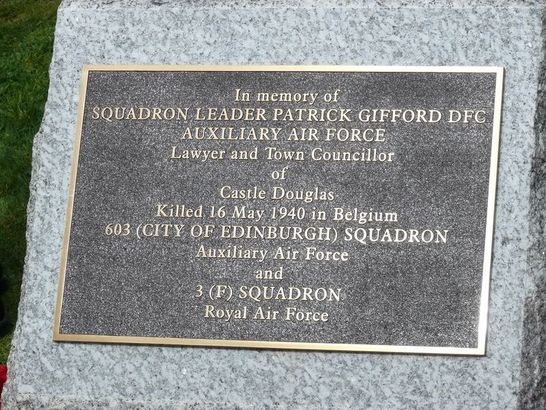 In memory of
SQUADRON LEADER PATRICK GIFFORD DFC
AUXILIARY AIR FORCE
Lawyer and Town Councillor
of
Castle Douglas
Killed 16 May 1940 in Belgium
603 (CITY OF EDINBURGH) SQUADRON
Auxiliary Air Force
and
3 (F) SQUADRON
Royal Air Force